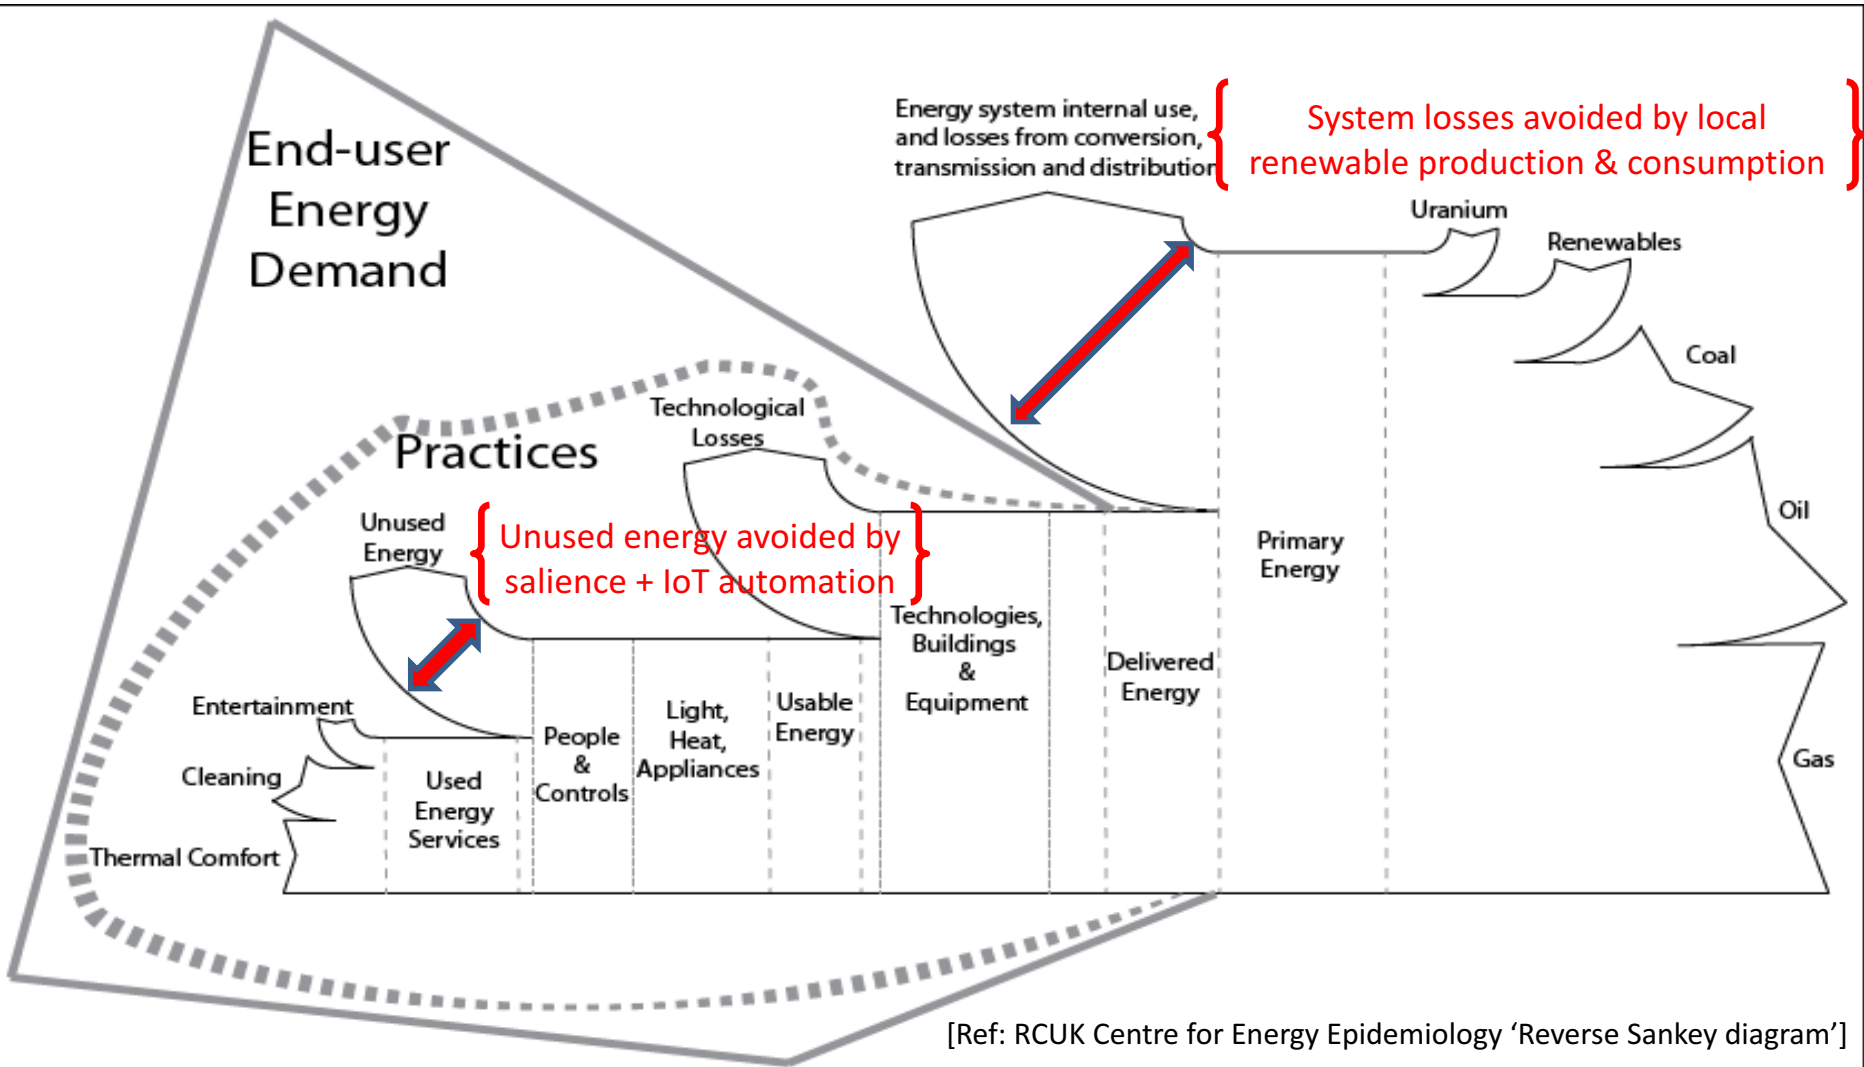 End-user
Energy
Demand
Energy system internal use,
and losses from conversion,
transmission and distribution
{ System losses avoided by local }
renewable production & consumption
Uranium
Renewables
Coal
Oil
Gas
Technological
Losses
Practices
Unused
Energy
{ Unused energy avoided by }
salience + IoT automation
Primary
Energy
Technologies,
Buildings
&
Equipment
Delivered
Energy
Usable
Energy
Light,
Heat,
Appliances
People
&
Controls
Used
Energy
Services
Entertainment
Cleaning
Thermal Comfort
[Ref: RCUK Centre for Energy Epidemiology ‘Reverse Sankey diagram’]